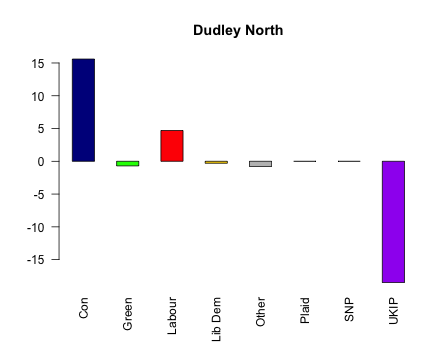 Dudley North
15
10
5
0
-5
-10
-15
Con
Green
Labour
Lib Dem
Other
Plaid
SNP
UKIP